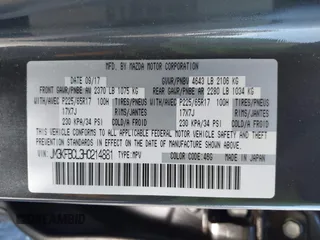 MFD. BY MAZDA MOTOR CORPORATION
DATE 09/17 GVWR/PNBV 4643 LB 2106 KG
FRONT GAWR/PNBE AV 2370 LB 1075 KG REAR GAWR/PNBE AR 2280 LB 1034 KG
WITH/AVEC P225/65R17 100H TIRES/PNEUS WITH/AVEC P225/65R17 100H TIRES/PNEUS
17X7J RIMS/JANTES 17X7J
230 KPA/34 PSI COLD/A FROID 230 KPA/34 PSI COLD/A FROID
THIS VEHICLE CONFORMS TO ALL APPLICABLE FEDERAL MOTOR VEHICLE SAFETY, BUMPER, AND THEFT
PREVENTION STANDARDS IN EFFECT ON THE DATE OF MANUFACTURE SHOWN ABOVE.
TYPE: MPV COLOR CODE: 46G MADE IN JAPAN